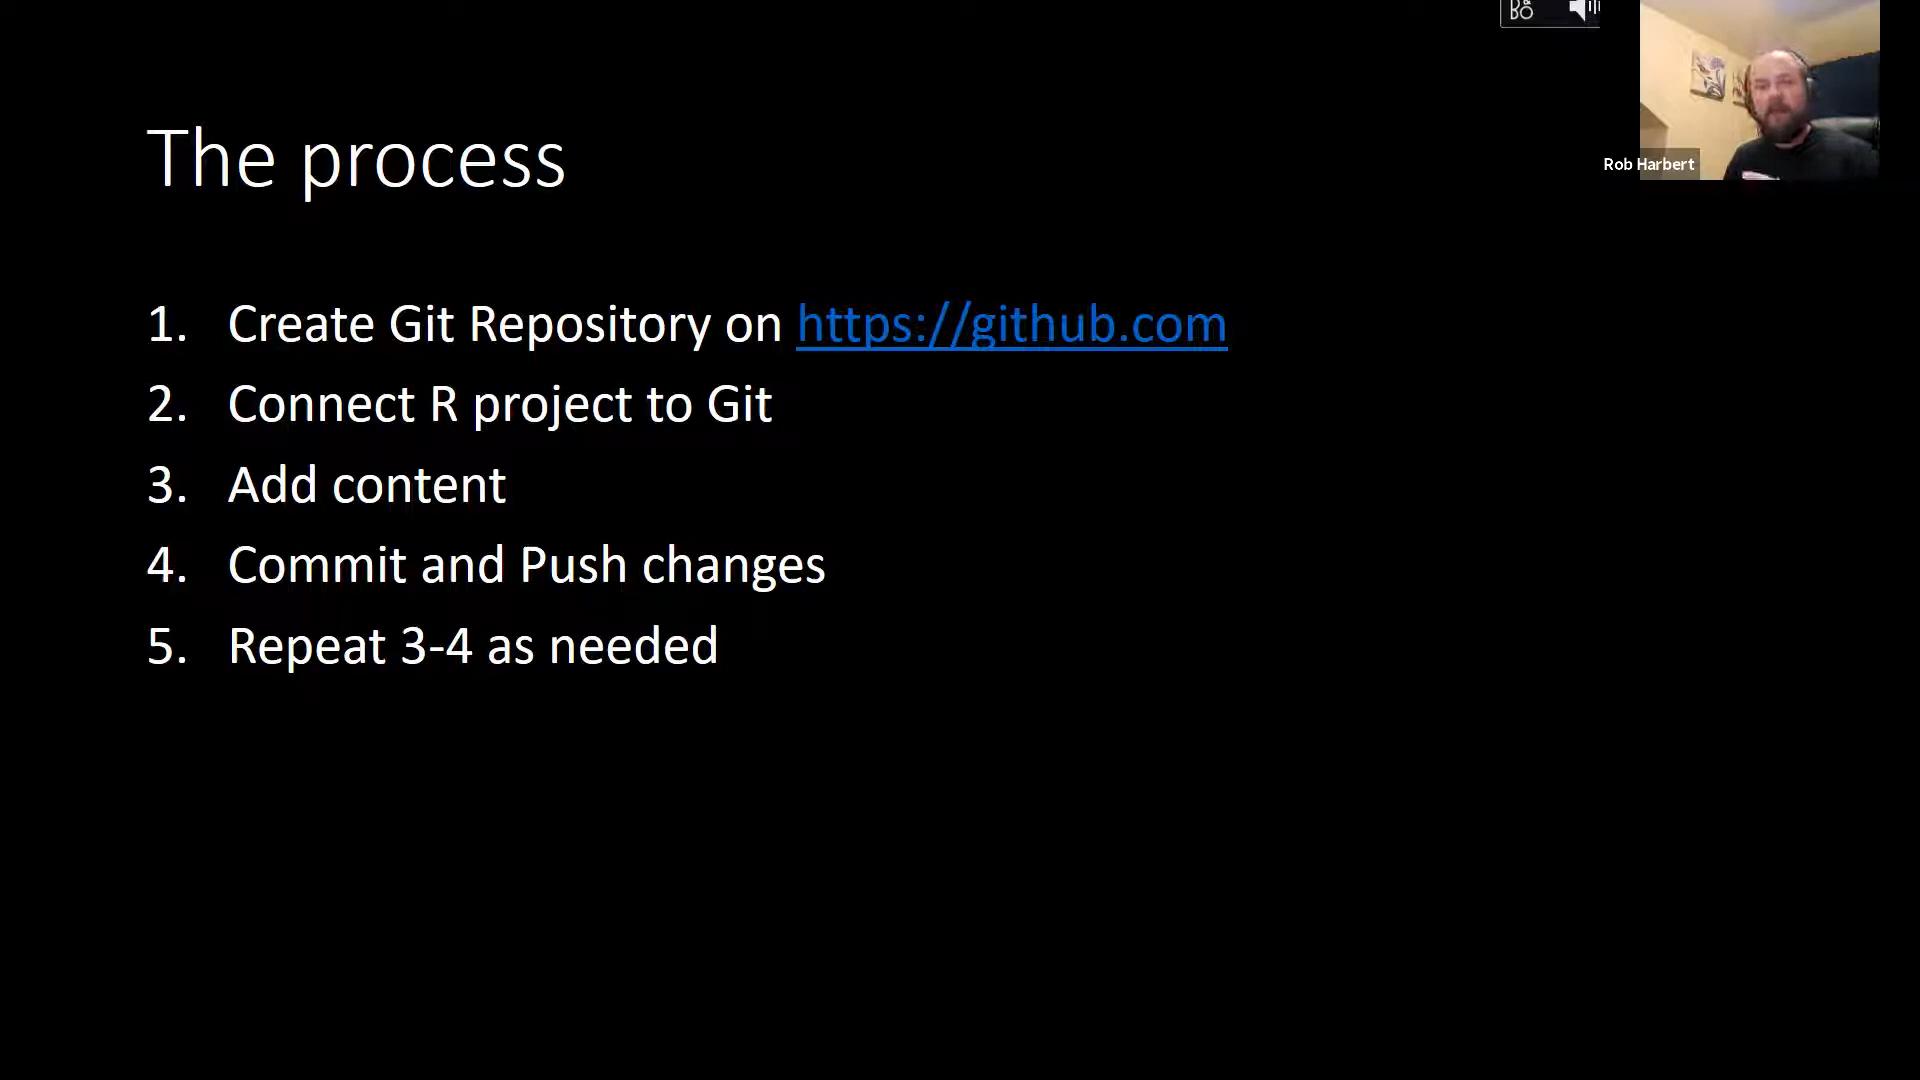 The process
1. Create Git Repository on https://github.com
2. Connect R project to Git
3. Add content
4. Commit and Push changes
5. Repeat 3-4 as needed
Rob Harbert